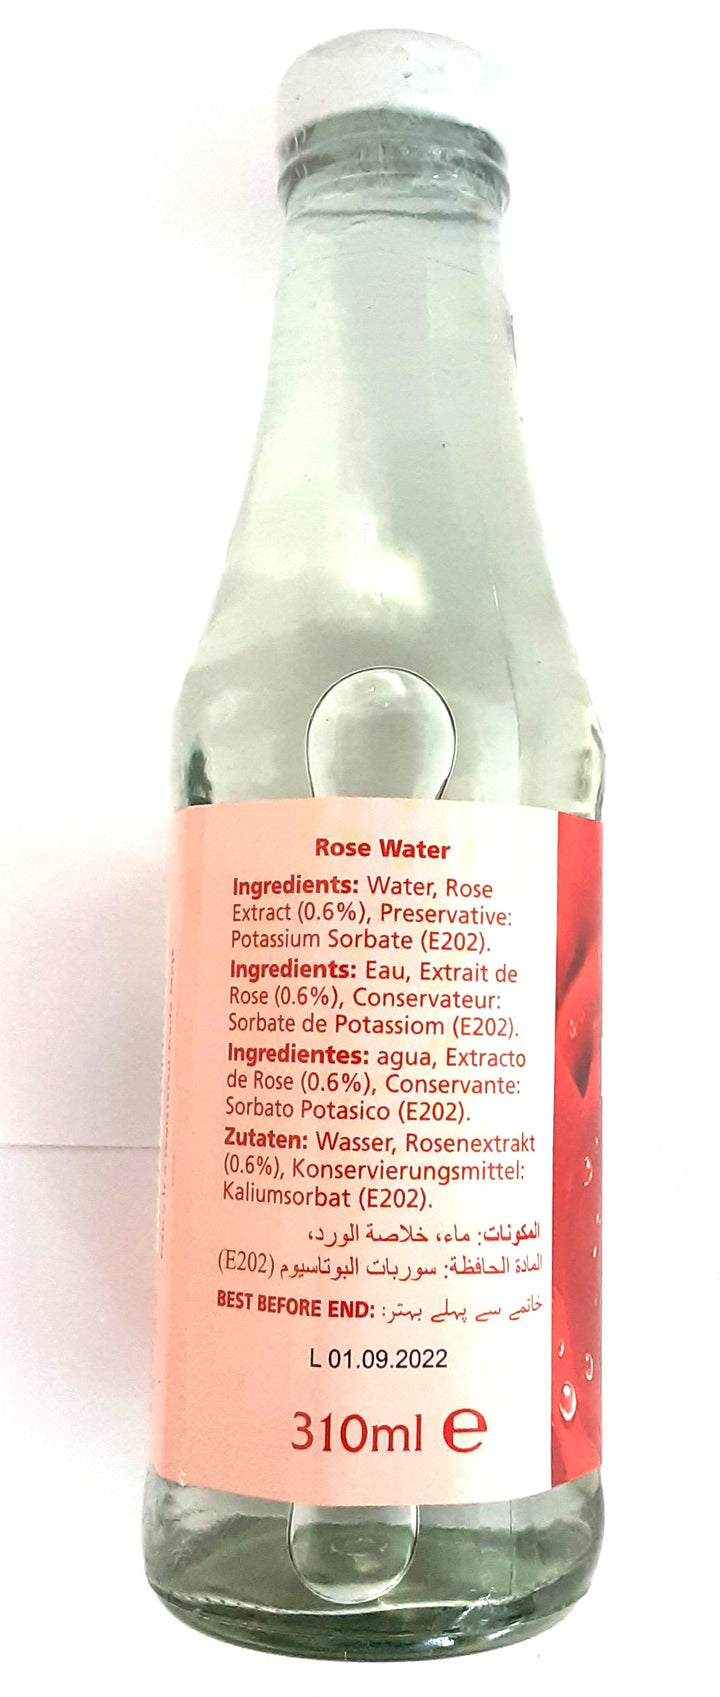 Rose Water
Ingredients: Water, Rose
Extract (0.6%), Preservative:
Potassium Sorbate (E202).
Ingredients: Eau, Extrait de
Rose (0.6%), Conservateur:
Sorbate de Potassiom (E202).
Ingredientes: agua, Extracto
de Rose (0.6%), Conservante:
Sorbato Potasico (E202).
Zutaten: Wasser, Rosenextrakt
(0.6%), Konservierungsmittel:
Kaliumsorbat (E202).
المكونات: ماء، خلاصة الورد،
المادة الحافظة: سوربات البوتاسيوم (E202)
BEST BEFORE END: خاتمے سے پہلے بہتر:
L 01.09.2022
310ml e